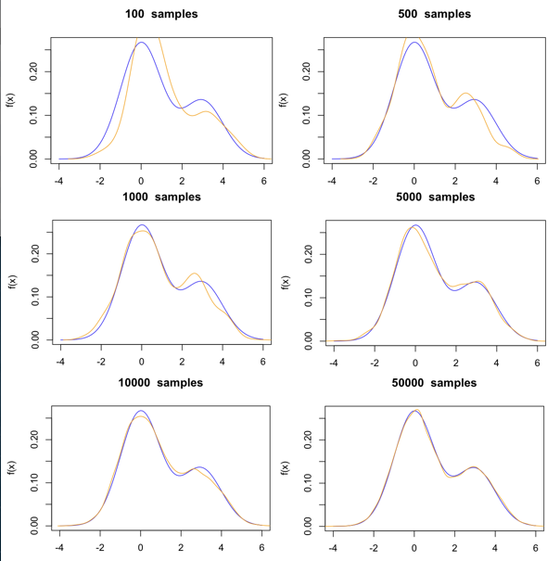 100 samples
500 samples
f(x)
0.00 0.10 0.20
-4 -2 0 2 4 6
f(x)
0.00 0.10 0.20
-4 -2 0 2 4 6
1000 samples
5000 samples
f(x)
0.00 0.10 0.20
-4 -2 0 2 4 6
f(x)
0.00 0.10 0.20
-4 -2 0 2 4 6
10000 samples
50000 samples
f(x)
0.00 0.10 0.20
-4 -2 0 2 4 6
f(x)
0.00 0.10 0.20
-4 -2 0 2 4 6